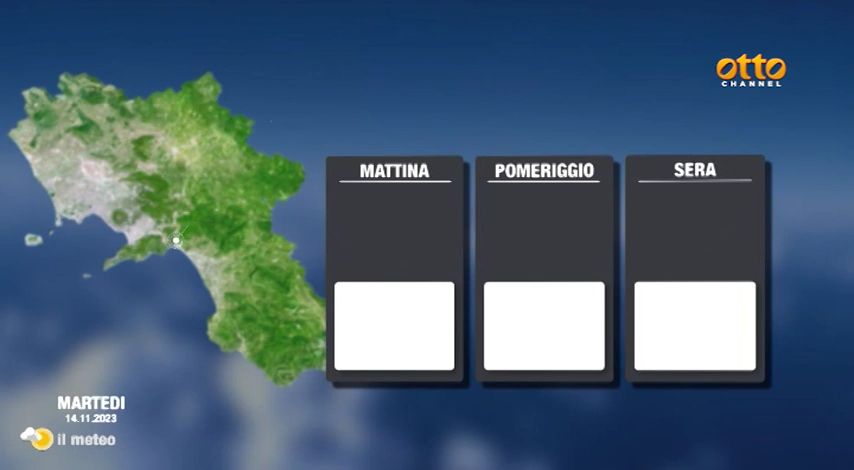 otto
CHANNEL
MATTINA
POMERIGGIO
SERA
MARTEDI
14.11.2023
il meteo